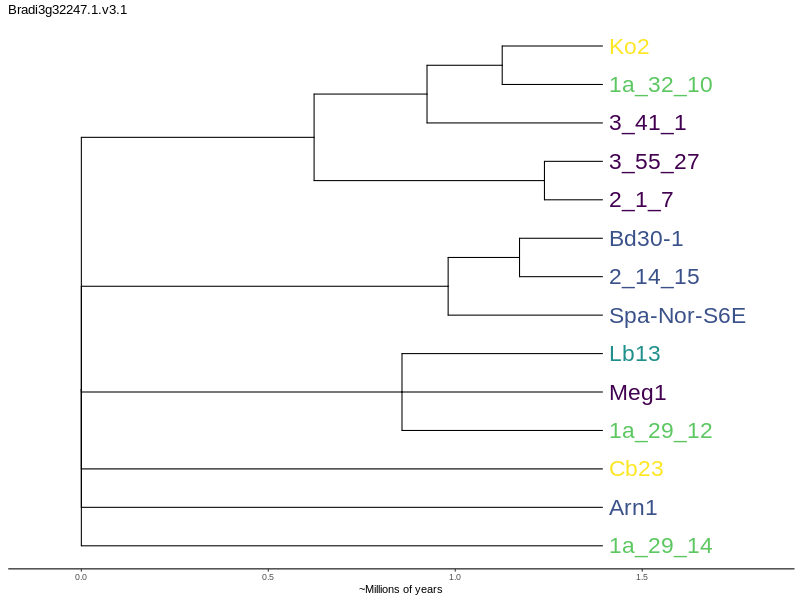 Bradi3g32247.1.v3.1
Ko2
1a_32_10
3_41_1
3_55_27
2_1_7
Bd30-1
2_14_15
Spa-Nor-S6E
Lb13
Meg1
1a_29_12
Cb23
Arn1
1a_29_14
0.0 0.5 1.0 1.5
~Millions of years